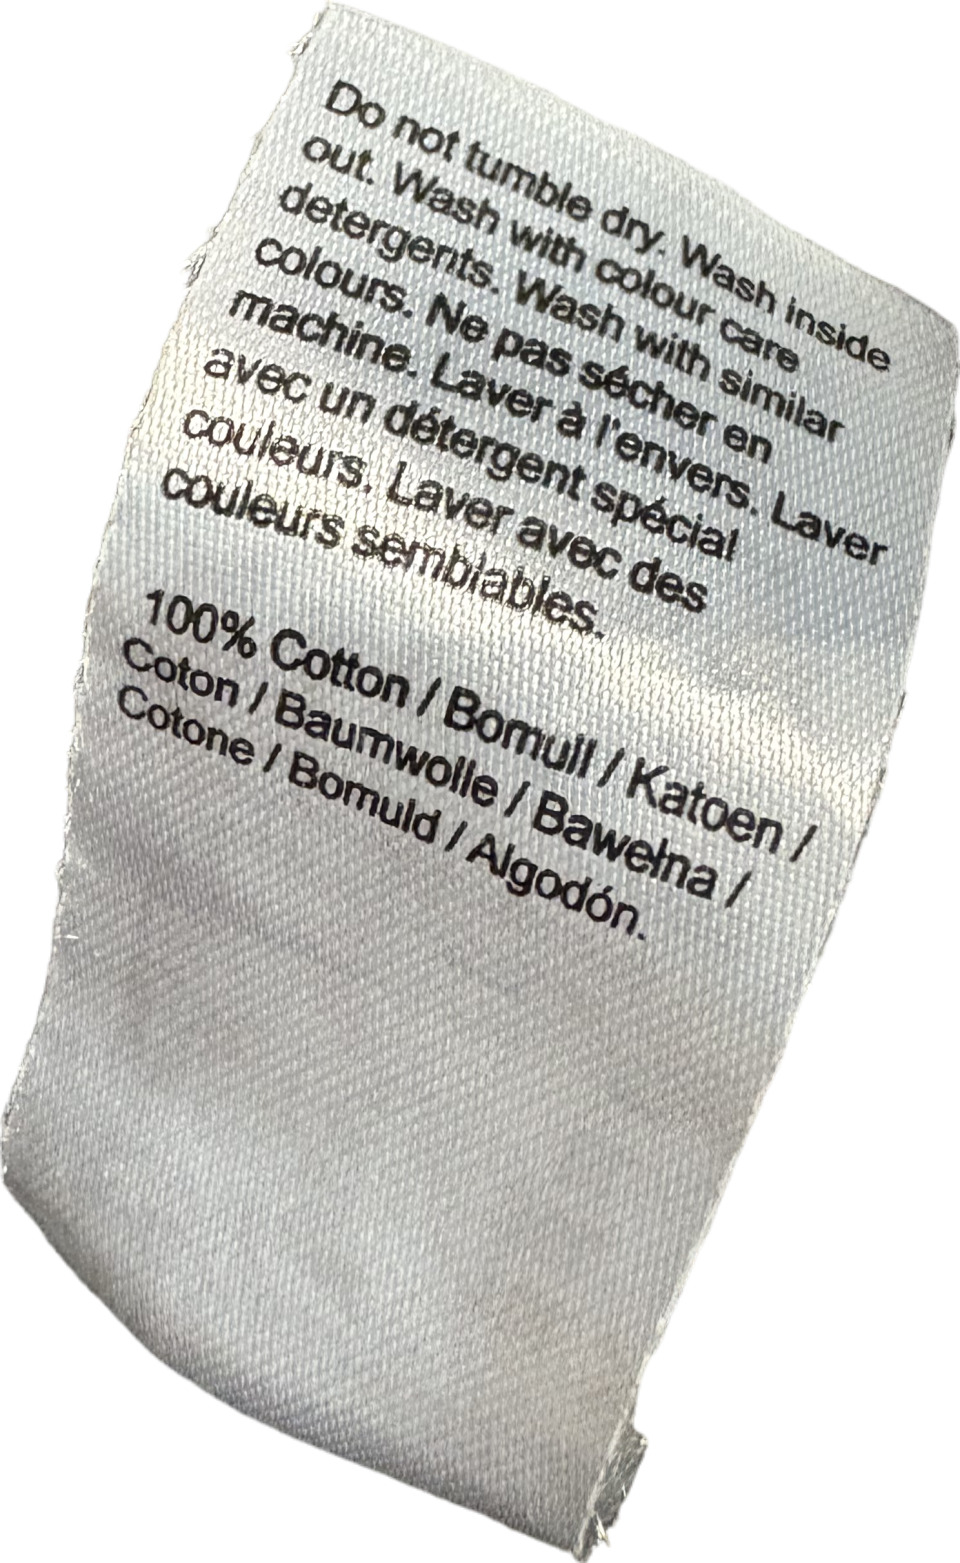 Do not tumble dry. Wash inside
out. Wash with colour care
detergents. Wash with similar
colours. Ne pas sécher en
machine. Laver à l'envers. Laver
avec un détergent spécial
couleurs. Laver avec des
couleurs semblables.
100% Cotton / Bomull / Katoen /
Coton / Baumwolle / Bawełna /
Cotone / Bomuld / Algodón.